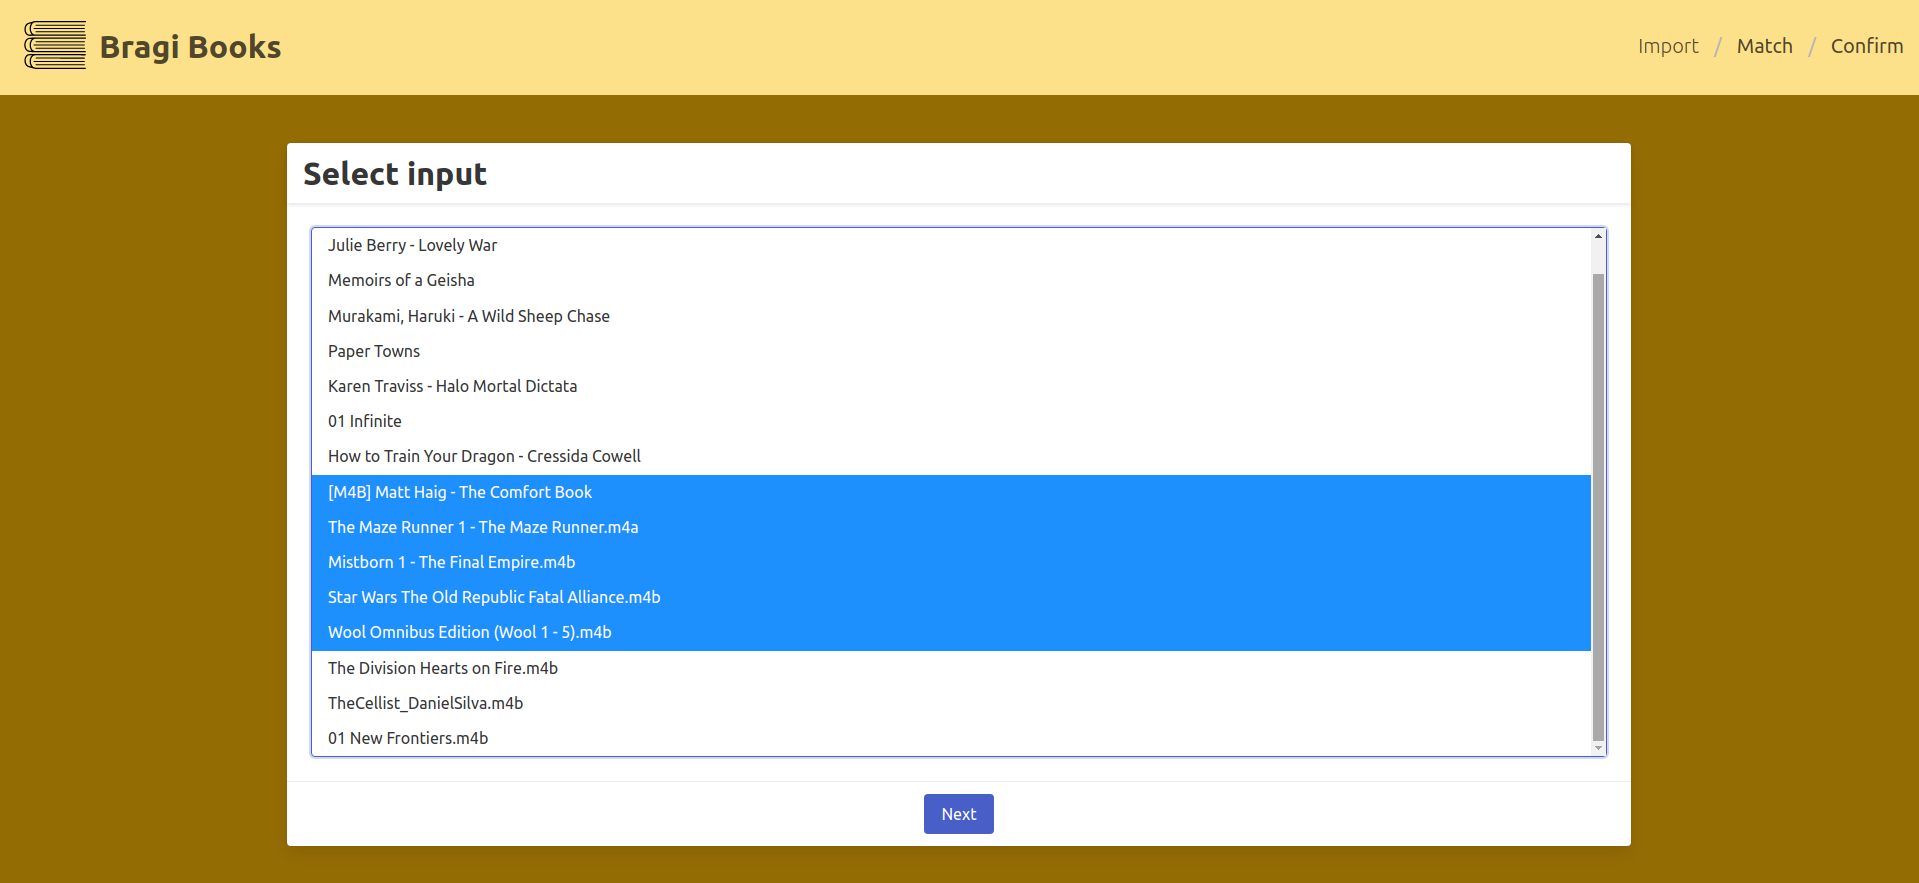 Bragi Books
Import / Match / Confirm
Select input
Julie Berry - Lovely War
Memoirs of a Geisha
Murakami, Haruki - A Wild Sheep Chase
Paper Towns
Karen Traviss - Halo Mortal Dictata
01 Infinite
How to Train Your Dragon - Cressida Cowell
[M4B] Matt Haig - The Comfort Book
The Maze Runner 1 - The Maze Runner.m4a
Mistborn 1 - The Final Empire.m4b
Star Wars The Old Republic Fatal Alliance.m4b
Wool Omnibus Edition (Wool 1 - 5).m4b
The Division Hearts on Fire.m4b
TheCellist_DanielSilva.m4b
01 New Frontiers.m4b
Next